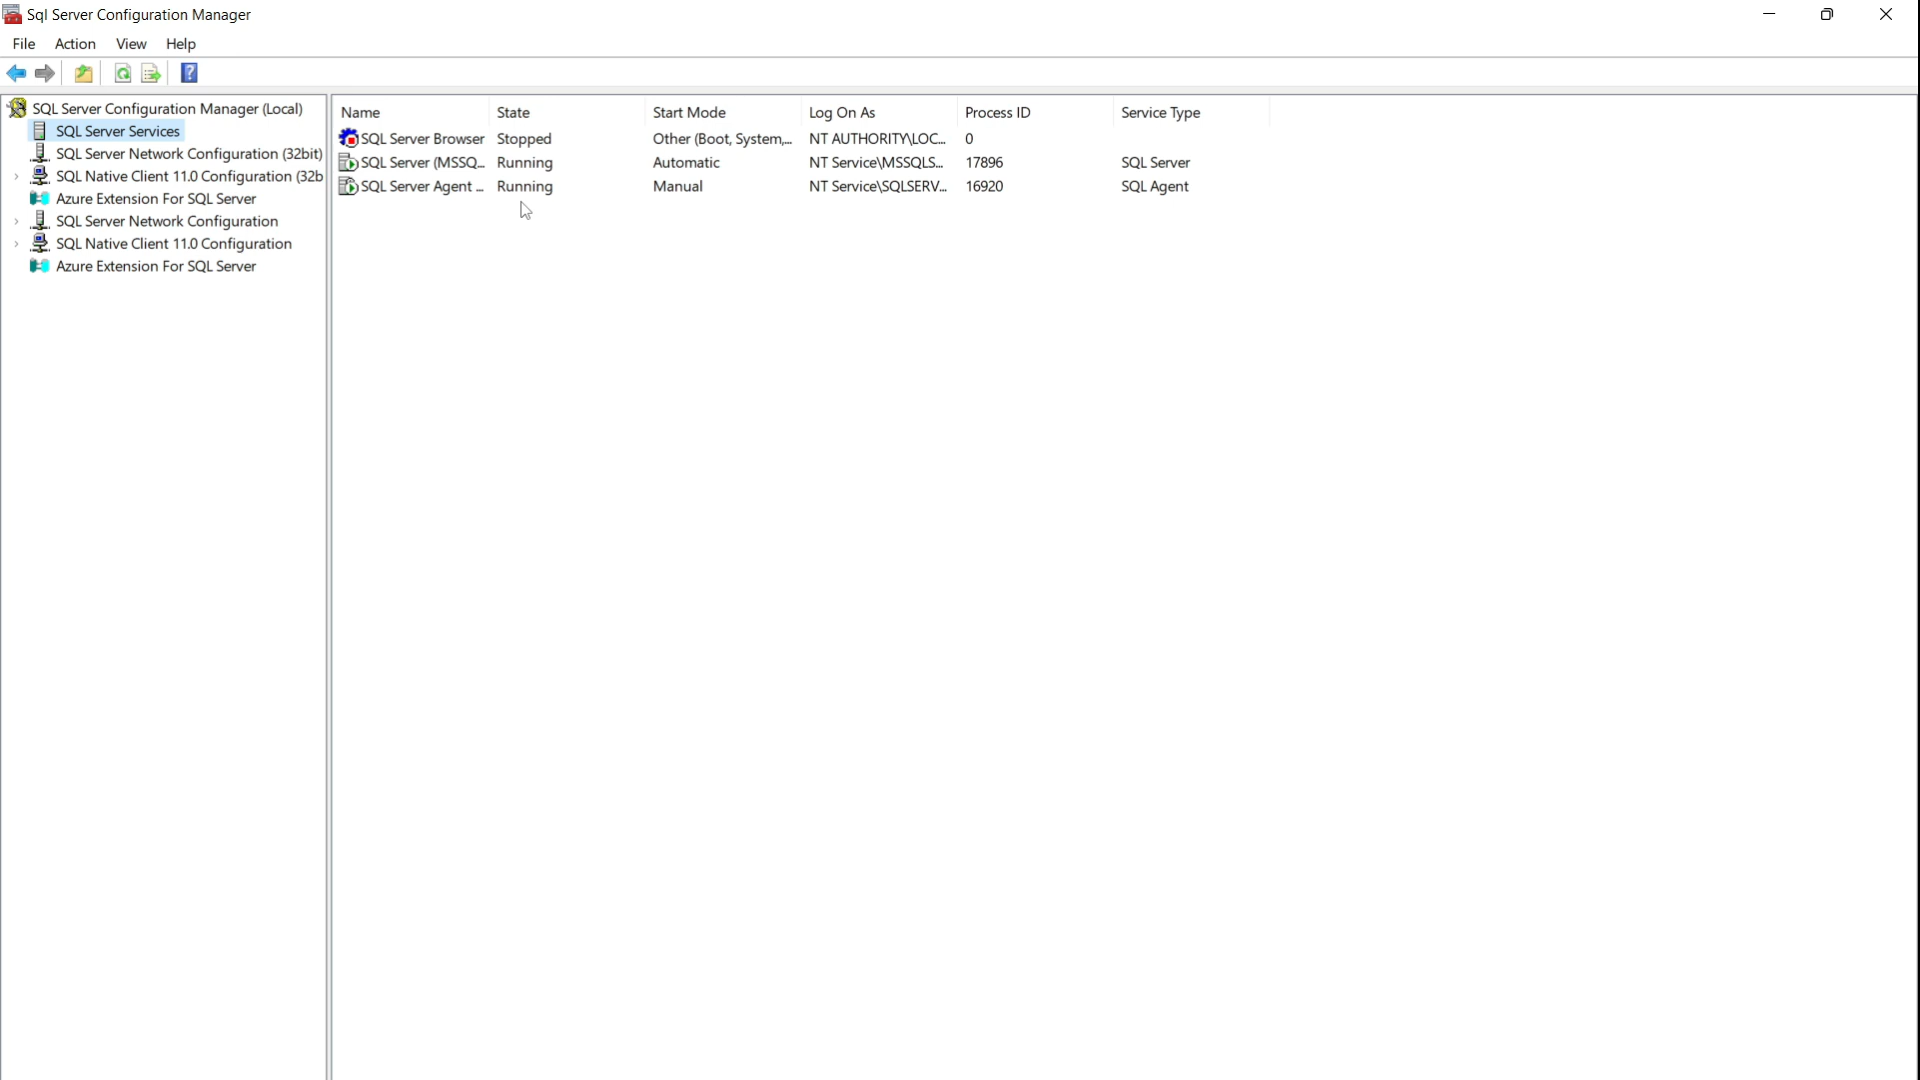 Sql Server Configuration Manager
File Action View Help
?
SQL Server Configuration Manager (Local)
SQL Server Services
SQL Server Network Configuration (32bit)
SQL Native Client 11.0 Configuration (32b
Azure Extension For SQL Server
SQL Server Network Configuration
SQL Native Client 11.0 Configuration
Azure Extension For SQL Server
Name State Start Mode Log On As Process ID Service Type
SQL Server Browser Stopped Other (Boot, System,... NT AUTHORITY\LOC... 0
SQL Server (MSSQ... Running Automatic NT Service\MSSQLS... 17896 SQL Server
SQL Server Agent ... Running Manual NT Service\SQLSERV... 16920 SQL Agent